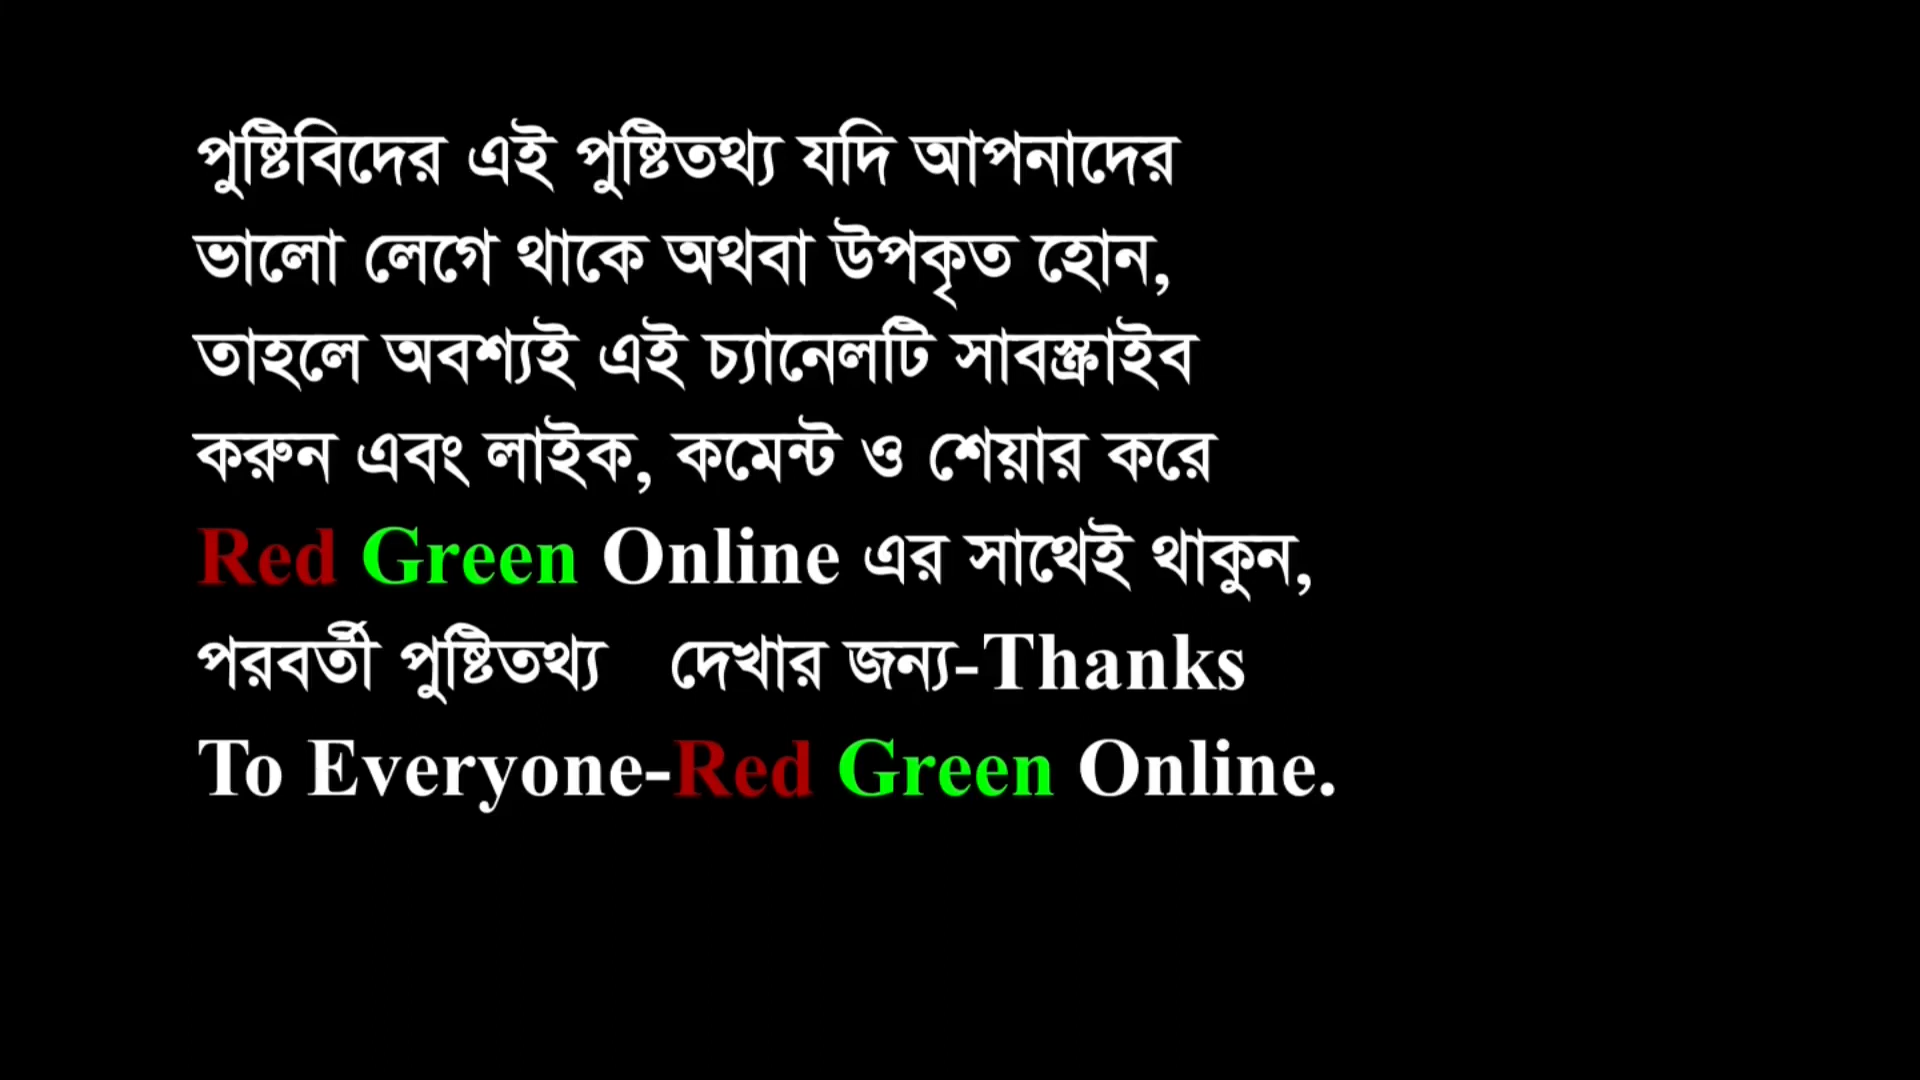 পুষ্টিবিদের এই পুষ্টিতথ্য যদি আপনাদের
ভালো লেগে থাকে অথবা উপকৃত হোন,
তাহলে অবশ্যই এই চ্যানেলটি সাবস্ক্রাইব
করুন এবং লাইক, কমেন্ট ও শেয়ার করে
Red Green Online এর সাথেই থাকুন,
পরবর্তী পুষ্টিতথ্য   দেখার জন্য-Thanks
To Everyone-Red Green Online.